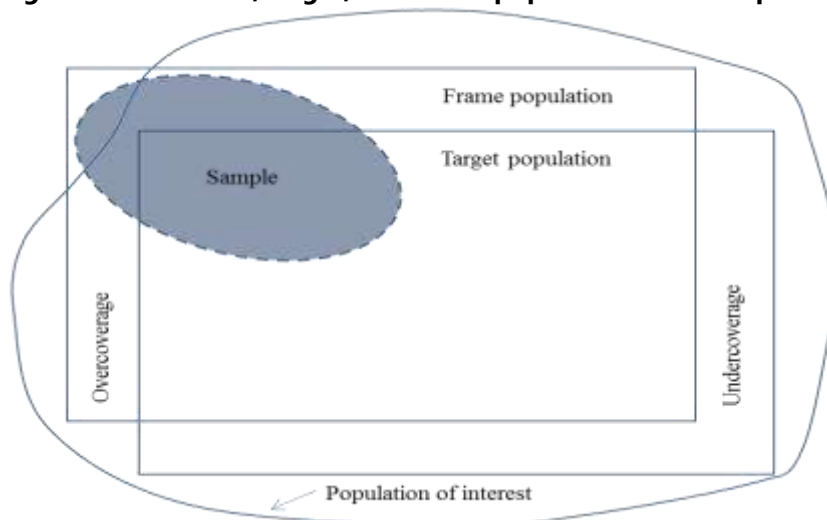 Frame population
Target population
Sample
Overcoverage
Undercoverage
Population of interest